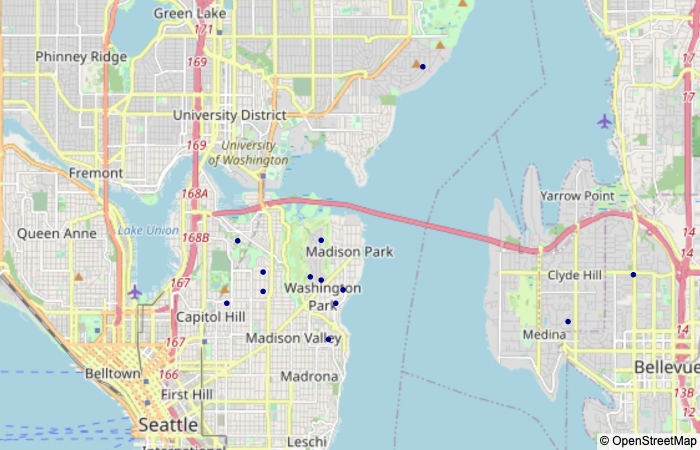 Green Lake
171
Phinney Ridge
169
17
17
University District
169
University
of Washington
Fremont
168A
Yarrow Point
Lake Union
Queen Anne
168B
14
14
Madison Park
Clyde Hill
167
Washington
Park
Capitol Hill
Medina
Madison Valley
167
Bellevue
Belltown
166
Madrona
First Hill
13B
Seattle
Leschi
International
© OpenStreetMap